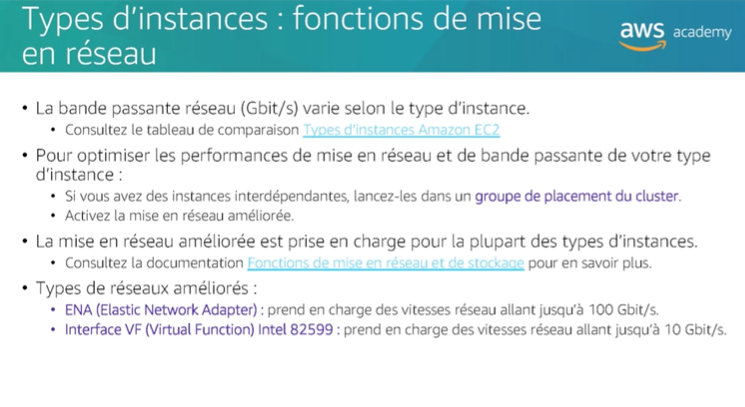 Types d'instances : fonctions de mise
en réseau
aws academy
• La bande passante réseau (Gbit/s) varie selon le type d'instance.
• Consultez le tableau de comparaison Types d'instances Amazon EC2
• Pour optimiser les performances de mise en réseau et de bande passante de votre type
d'instance :
• Si vous avez des instances interdépendantes, lancez-les dans un groupe de placement du cluster.
• Activez la mise en réseau améliorée.
• La mise en réseau améliorée est prise en charge pour la plupart des types d'instances.
• Consultez la documentation Fonctions de mise en réseau et de stockage pour en savoir plus.
• Types de réseaux améliorés :
• ENA (Elastic Network Adapter) : prend en charge des vitesses réseau allant jusqu'à 100 Gbit/s.
• Interface VF (Virtual Function) Intel 82599 : prend en charge des vitesses réseau allant jusqu'à 10 Gbit/s.